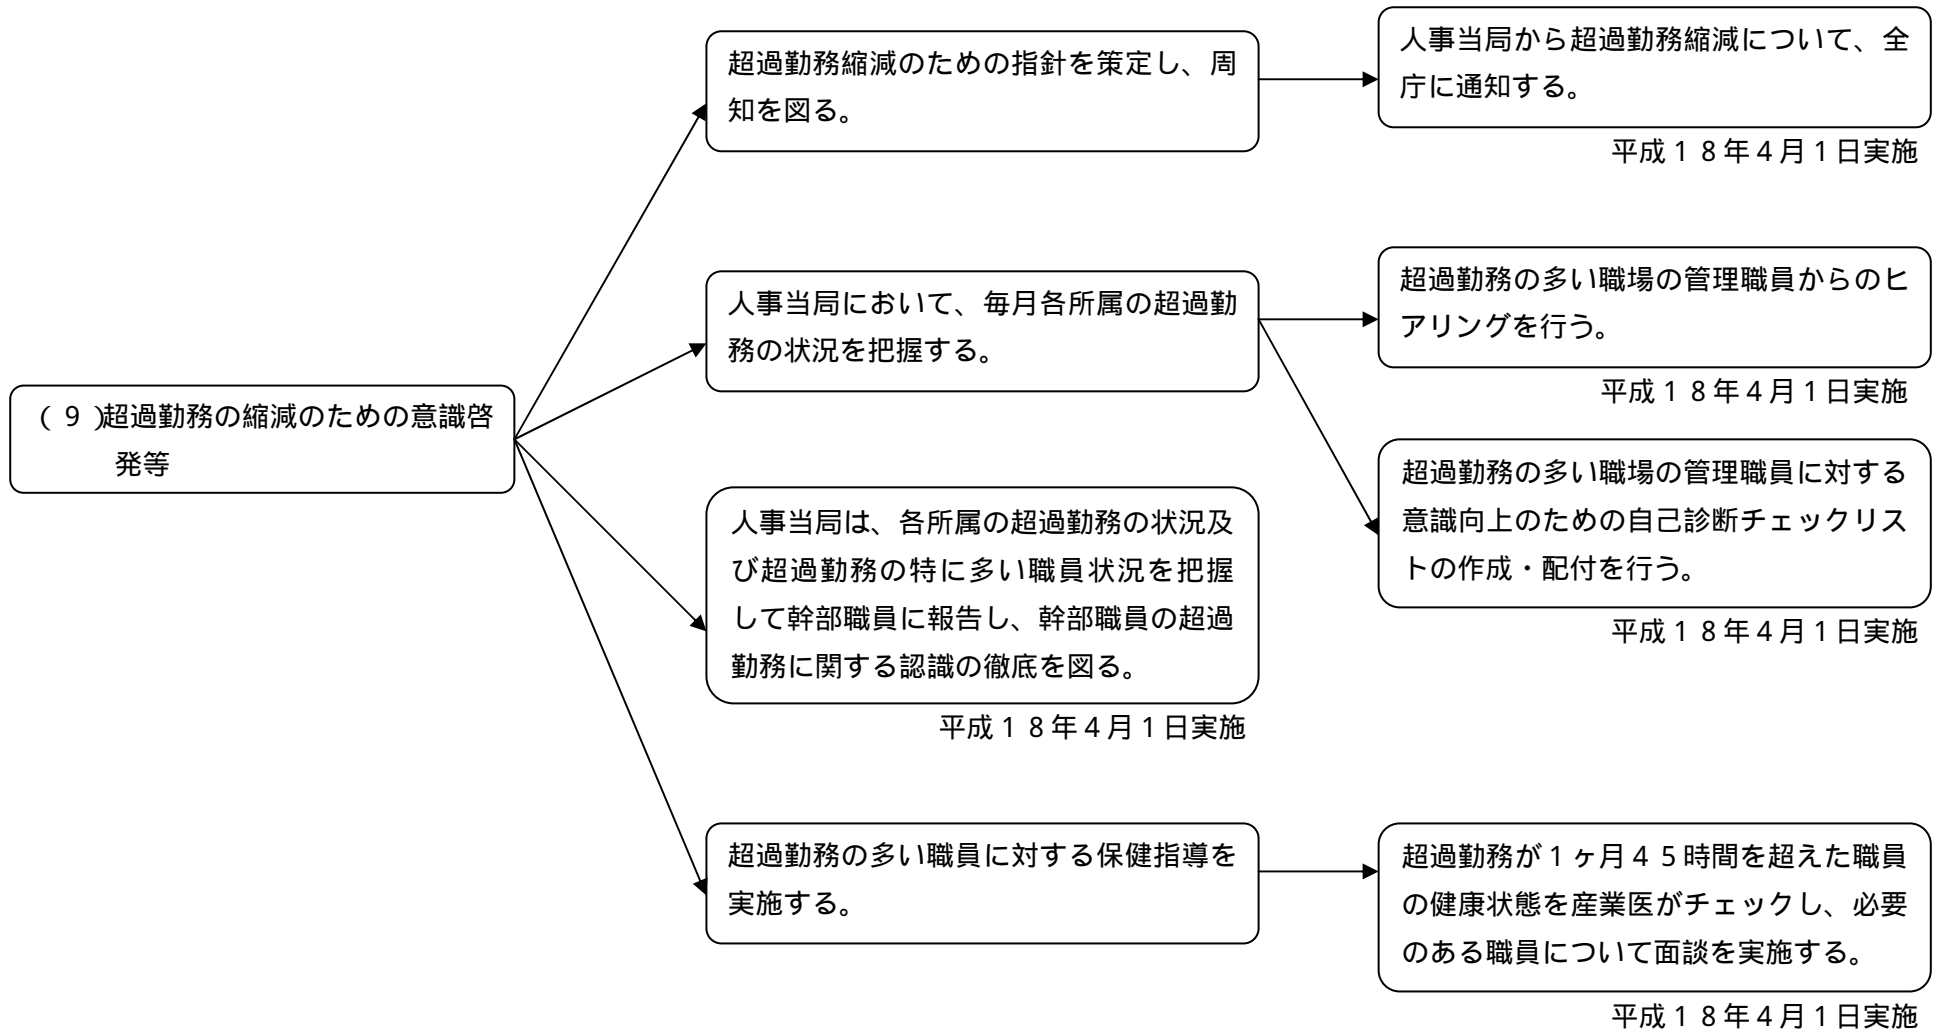 (９)超過勤務の縮減のための意識啓
発等
超過勤務縮減のための指針を策定し、周
知を図る。
人事当局から超過勤務縮減について、全
庁に通知する。
平成１８年４月１日実施
人事当局において、毎月各所属の超過勤
務の状況を把握する。
超過勤務の多い職場の管理職員からのヒ
アリングを行う。
平成１８年４月１日実施
超過勤務の多い職場の管理職員に対する
意識向上のための自己診断チェックリス
トの作成・配付を行う。
平成１８年４月１日実施
人事当局は、各所属の超過勤務の状況及
び超過勤務の特に多い職員状況を把握
して幹部職員に報告し、幹部職員の超過
勤務に関する認識の徹底を図る。
平成１８年４月１日実施
超過勤務の多い職員に対する保健指導を
実施する。
超過勤務が１ヶ月４５時間を超えた職員
の健康状態を産業医がチェックし、必要
のある職員について面談を実施する。
平成１８年４月１日実施